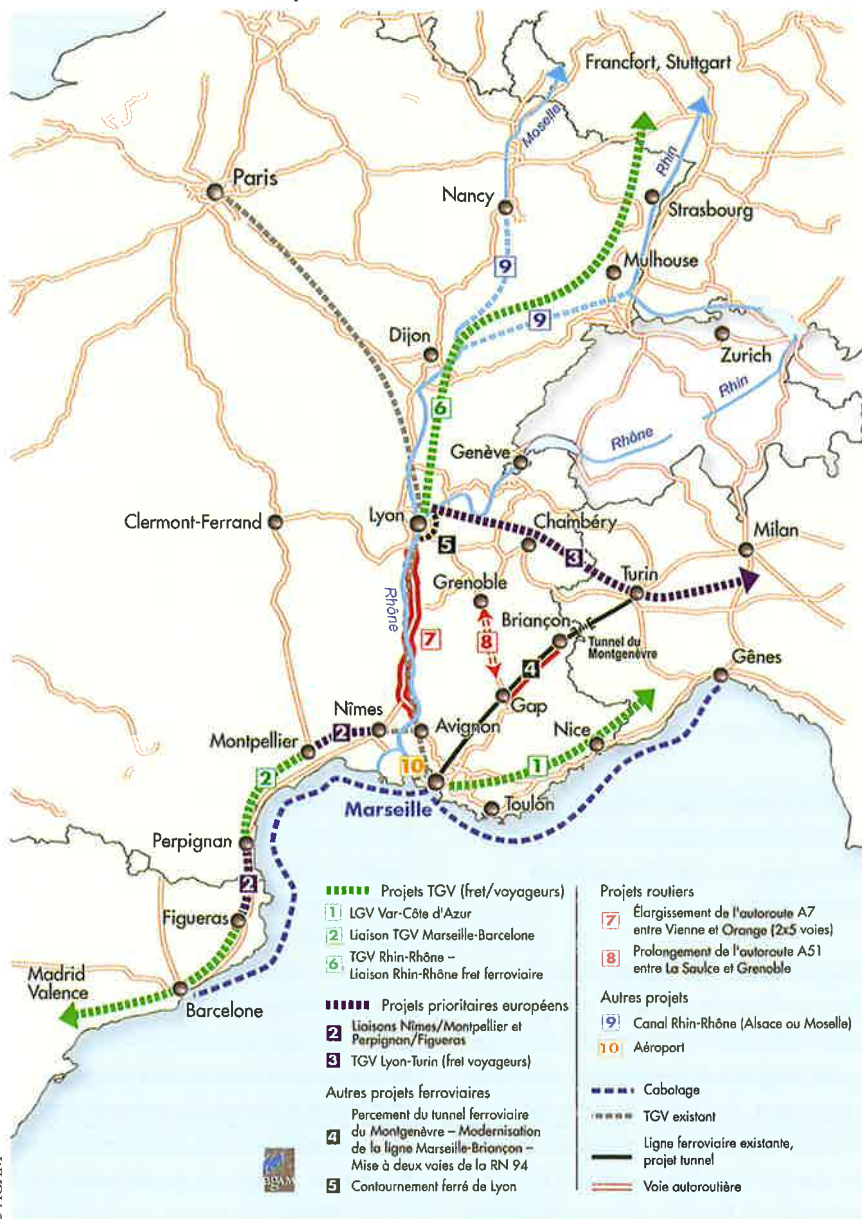 Francfort, Stuttgart
Moselle
Rhin
Paris
Nancy
Strasbourg
9
Mulhouse
9
Dijon
Zurich
6
Rhin
Rhône
Genève
Clermont-Ferrand
Lyon
Chambéry
Milan
5
3
Grenoble
Turin
Rhône
Briançon
7
8
Tunnel du
Montgenèvre
4
Gênes
Gap
Nîmes
2
Avignon
Nice
Montpellier
10
1
2
Marseille
Toulon
Perpignan
2
Figueras
Madrid
Valence
Barcelone
Projets TGV (fret/voyageurs)
1 LGV Var-Côte d'Azur
2 Liaison TGV Marseille-Barcelone
6 TGV Rhin-Rhône –
Liaison Rhin-Rhône fret ferroviaire
Projets prioritaires européens
2 Liaisons Nîmes/Montpellier et
Perpignan/Figueras
3 TGV Lyon-Turin (fret voyageurs)
Autres projets ferroviaires
Percement du tunnel ferroviaire
4 du Montgenèvre – Modernisation
de la ligne Marseille-Briançon –
Mise à deux voies de la RN 94
5 Contournement ferré de Lyon
agAM
Projets routiers
7 Élargissement de l'autoroute A7
entre Vienne et Orange (2x5 voies)
8 Prolongement de l'autoroute A51
entre La Saulce et Grenoble
Autres projets
9 Canal Rhin-Rhône (Alsace ou Moselle)
10 Aéroport
Cabotage
TGV existant
Ligne ferroviaire existante,
projet tunnel
Voie autoroutière